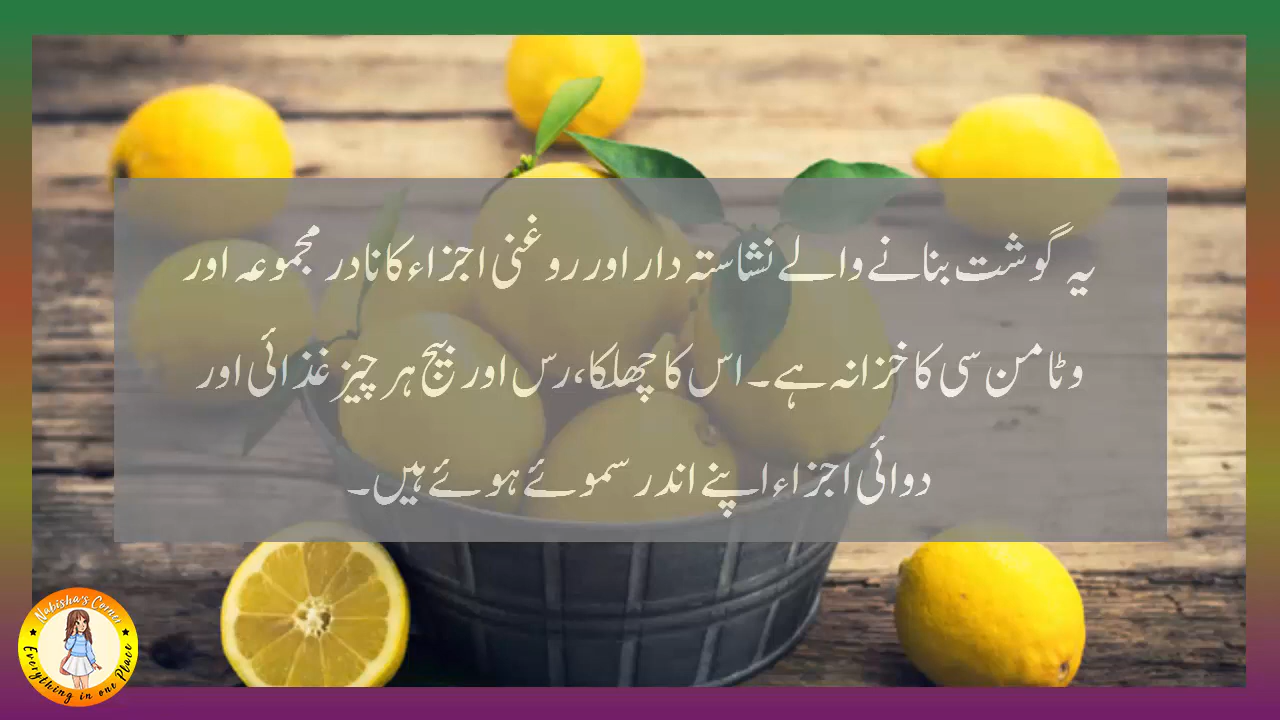 یہ گوشت بنانے والے نشاستہ دار اور روغنی اجزاء کا نادر مجموعہ اور
وٹامن سی کا خزانہ ہے۔ اس کا چھلکا، رس اور بیج ہر چیز غذائی اور
دوائی اجزاء اپنے اندر سموئے ہوئے ہیں۔
Nabisha's Corner
Everything in one Place